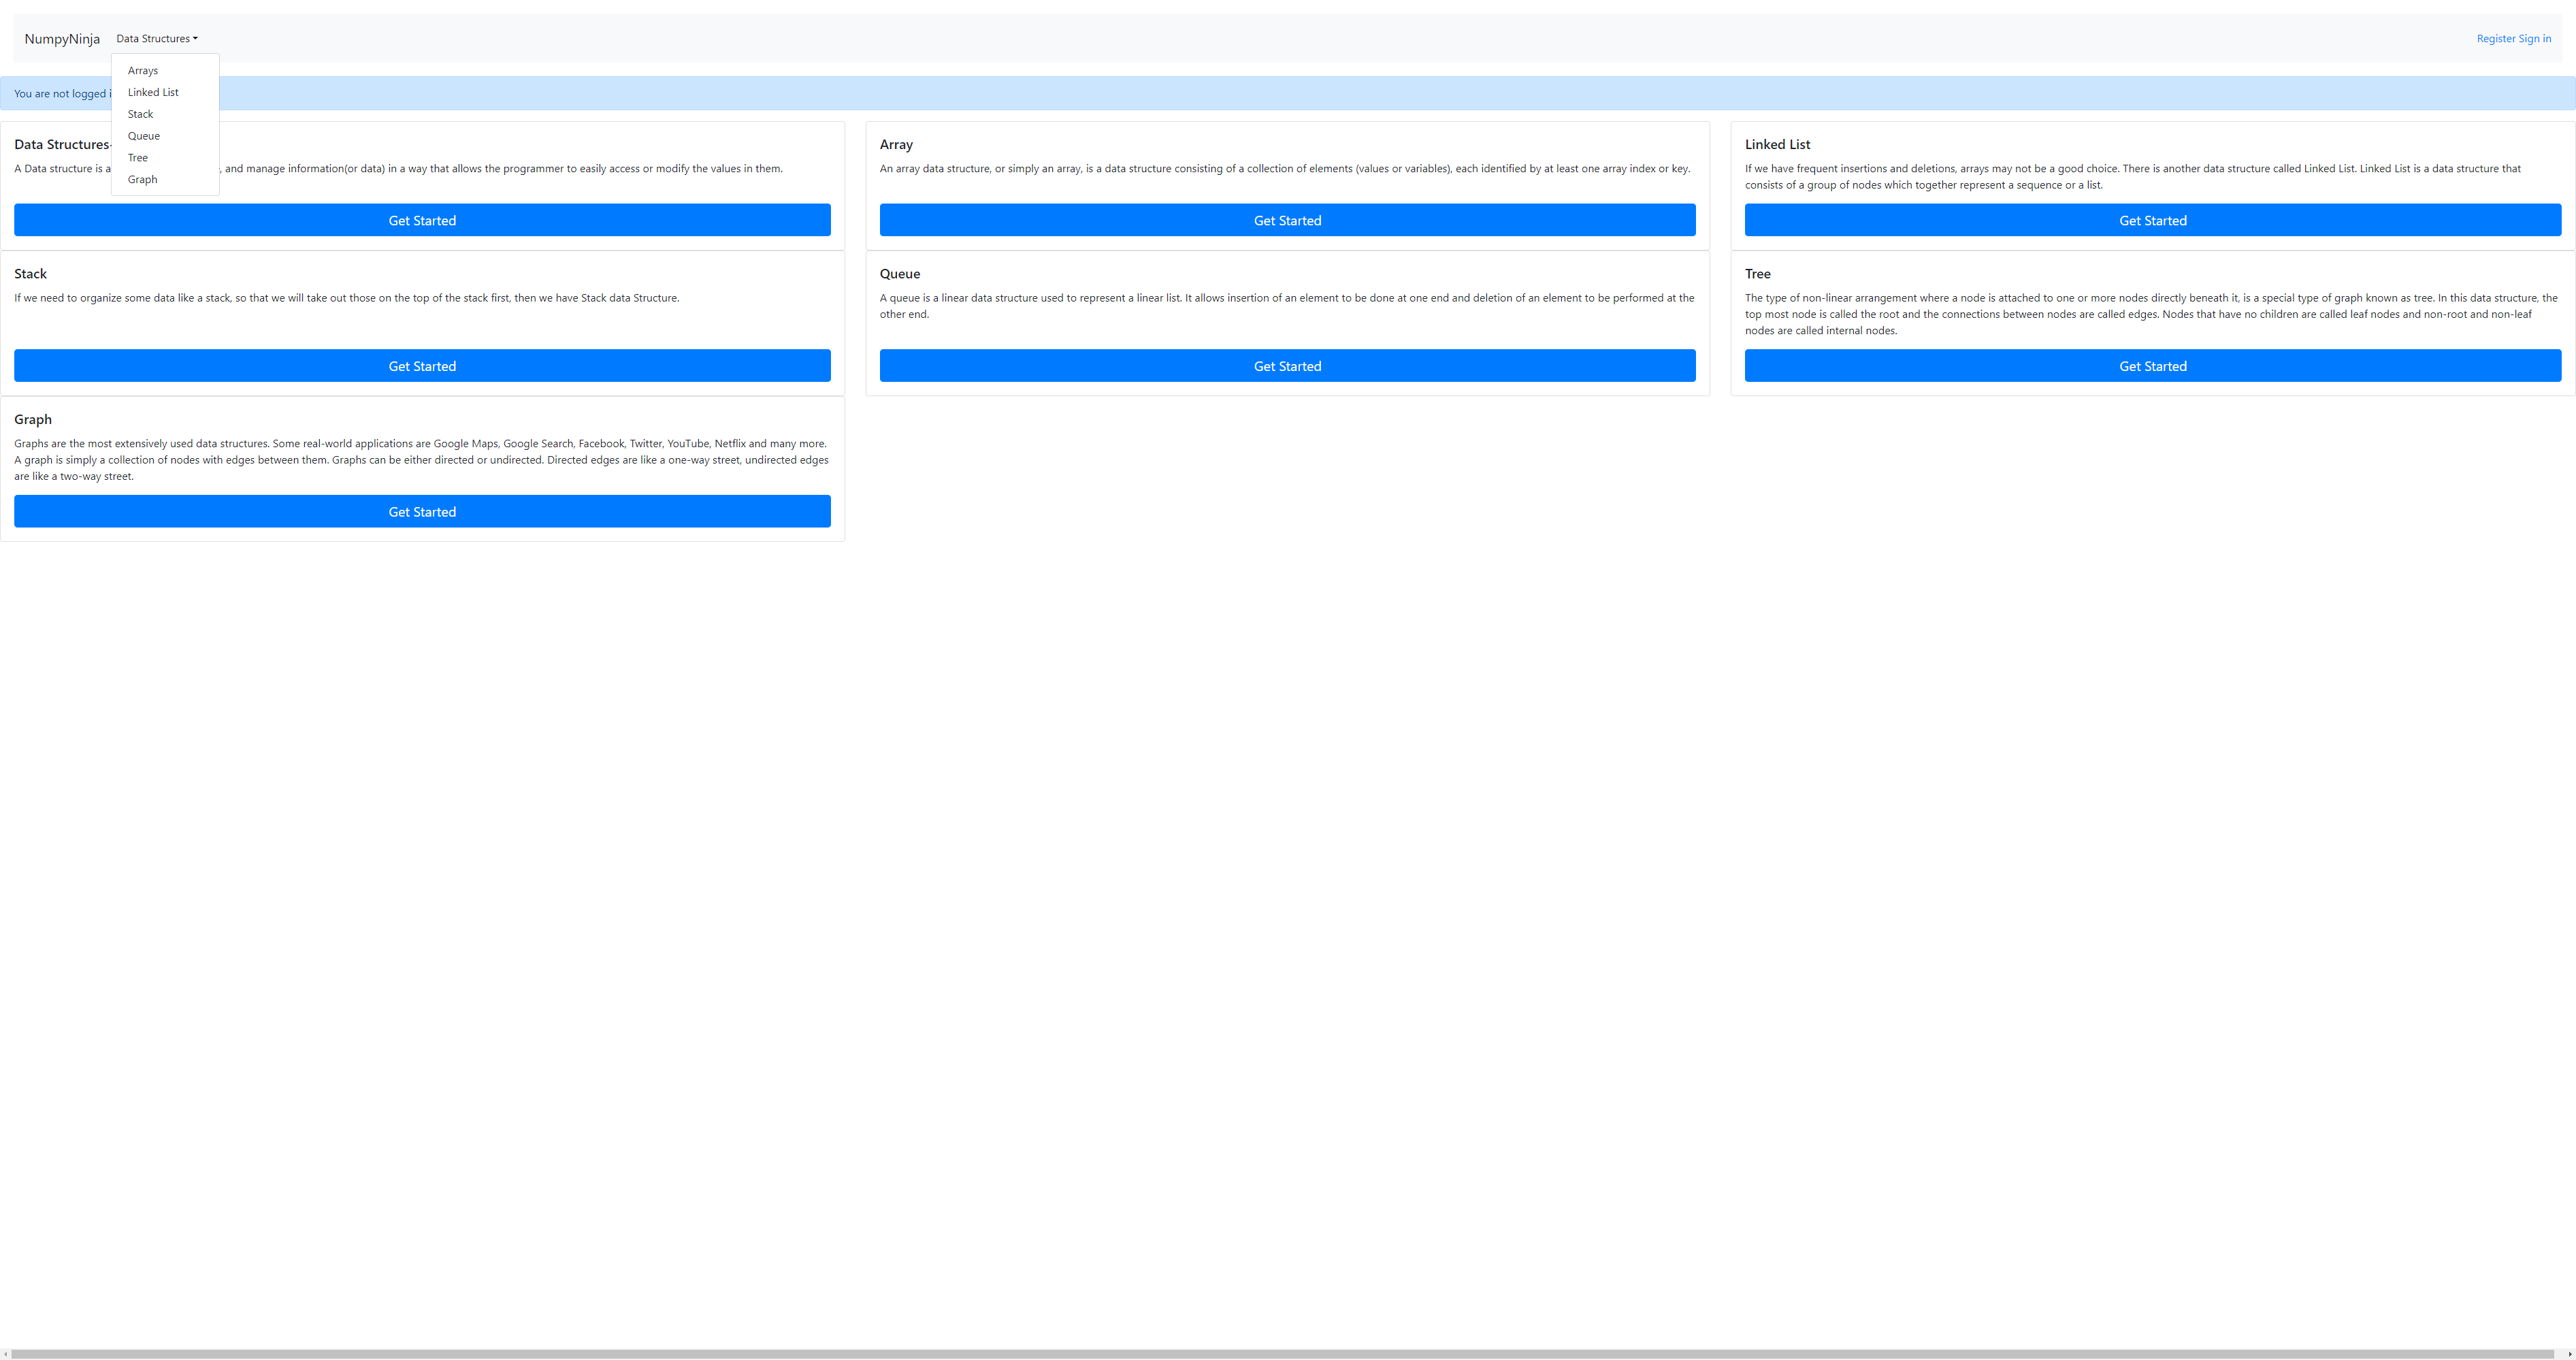 NumpyNinja
Data Structures
Register Sign in
Arrays
Linked List
Stack
Queue
Tree
Graph
You are not logged
Data Structures-
A Data structure is a , and manage information(or data) in a way that allows the programmer to easily access or modify the values in them.
Get Started
Array
An array data structure, or simply an array, is a data structure consisting of a collection of elements (values or variables), each identified by at least one array index or key.
Get Started
Linked List
If we have frequent insertions and deletions, arrays may not be a good choice. There is another data structure called Linked List. Linked List is a data structure that
consists of a group of nodes which together represent a sequence or a list.
Get Started
Stack
If we need to organize some data like a stack, so that we will take out those on the top of the stack first, then we have Stack data Structure.
Get Started
Queue
A queue is a linear data structure used to represent a linear list. It allows insertion of an element to be done at one end and deletion of an element to be performed at the
other end.
Get Started
Tree
The type of non-linear arrangement where a node is attached to one or more nodes directly beneath it, is a special type of graph known as tree. In this data structure, the
top most node is called the root and the connections between nodes are called edges. Nodes that have no children are called leaf nodes and non-root and non-leaf
nodes are called internal nodes.
Get Started
Graph
Graphs are the most extensively used data structures. Some real-world applications are Google Maps, Google Search, Facebook, Twitter, YouTube, Netflix and many more.
A graph is simply a collection of nodes with edges between them. Graphs can be either directed or undirected. Directed edges are like a one-way street, undirected edges
are like a two-way street.
Get Started